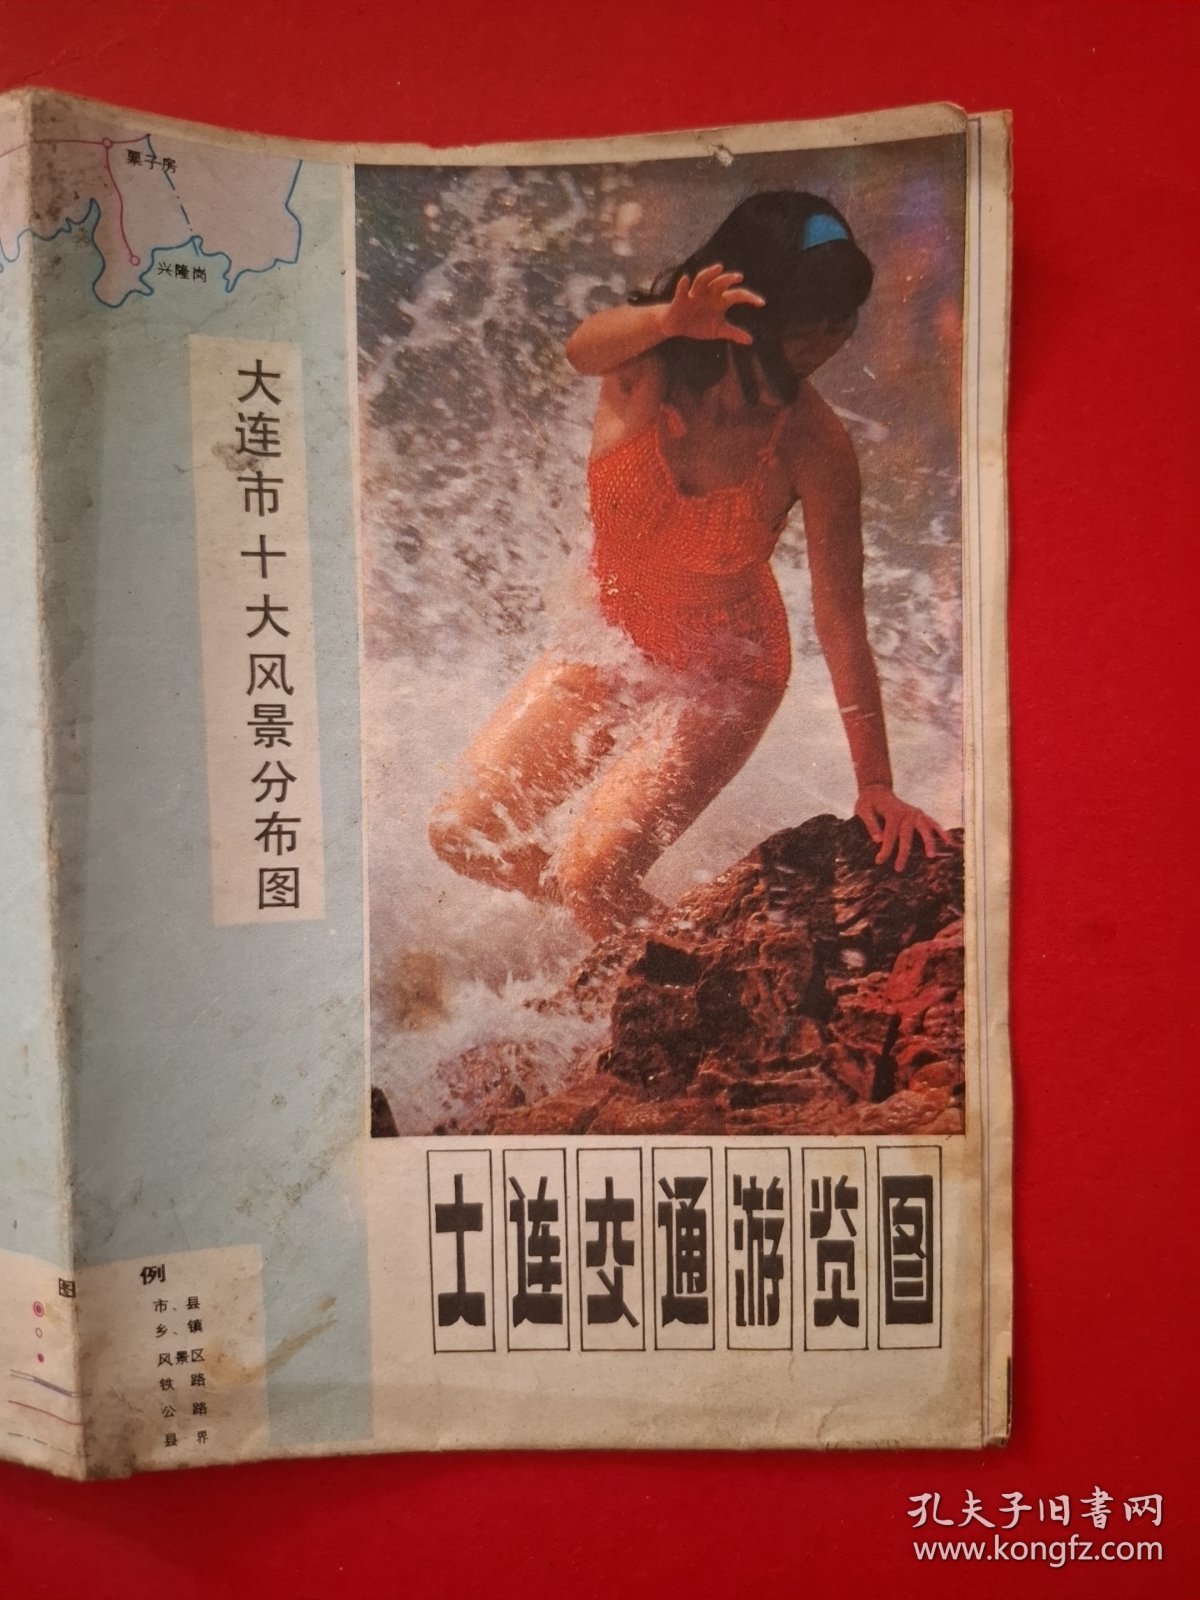 栗子房
兴隆岗
大连市十大风景分布图
大连交通游览图
图例
市、县
乡、镇
风景区
铁路
公路
县界
孔夫子旧书网
www.kongfz.com